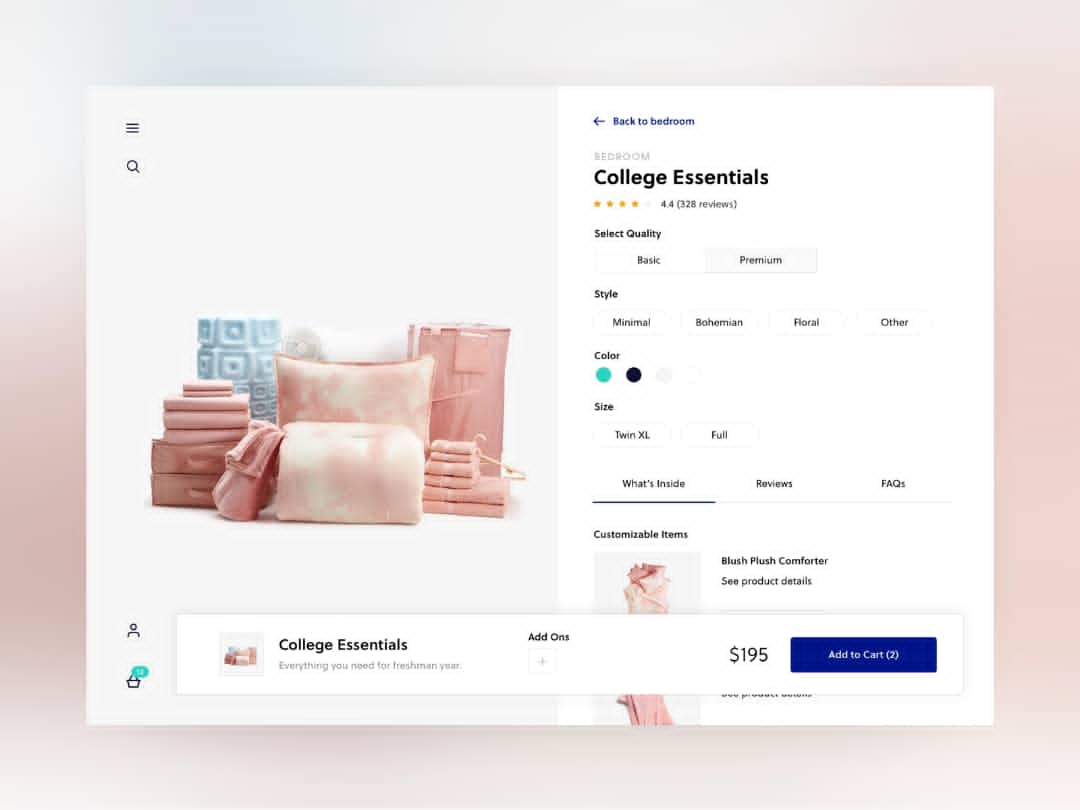 Back to bedroom
BEDROOM
College Essentials
4.4 (328 reviews)
Select Quality
Basic Premium
Style
Minimal Bohemian Floral Other
Color
Size
Twin XL Full
What's Inside Reviews FAQs
Customizable Items
Blush Plush Comforter
See product details
College Essentials
Everything you need for freshman year.
Add Ons
+
$195
Add to Cart (2)
See product details